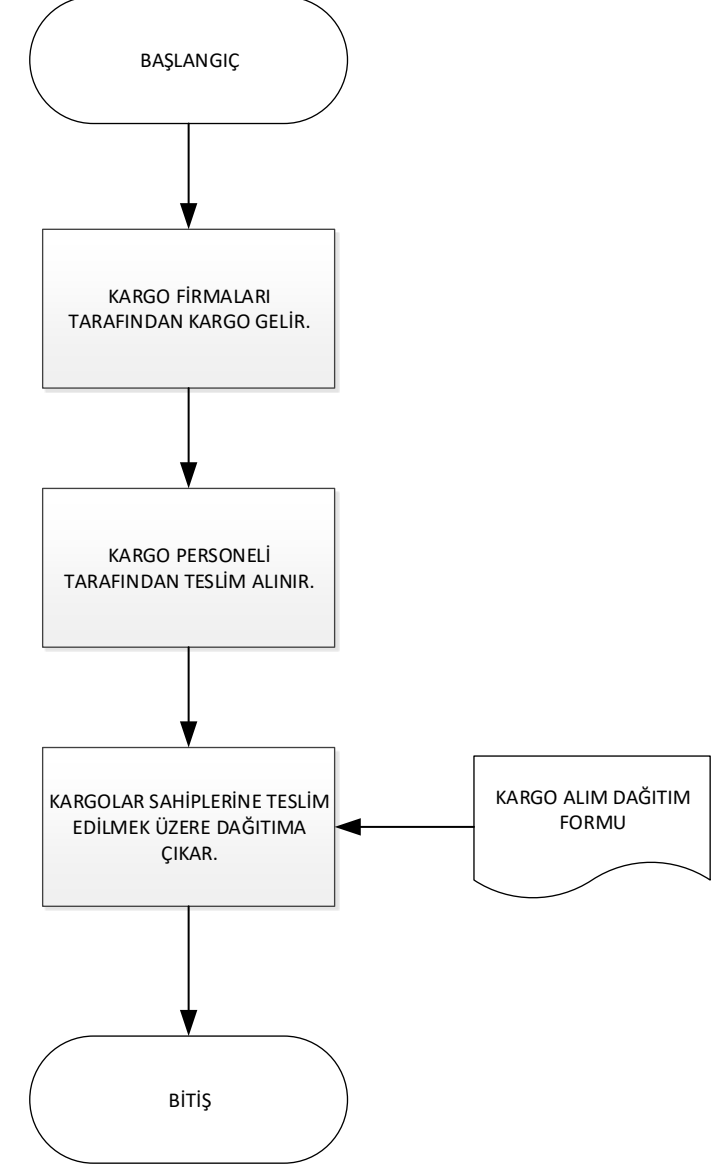 BAŞLANGIÇ
KARGO FİRMALARI
TARAFINDAN KARGO GELİR.
KARGO PERSONELİ
TARAFINDAN TESLİM ALINIR.
KARGOLAR SAHİPLERİNE TESLİM
EDİLMEK ÜZERE DAĞITIMA
ÇIKAR.
KARGO ALIM DAĞITIM
FORMU
BİTİŞ